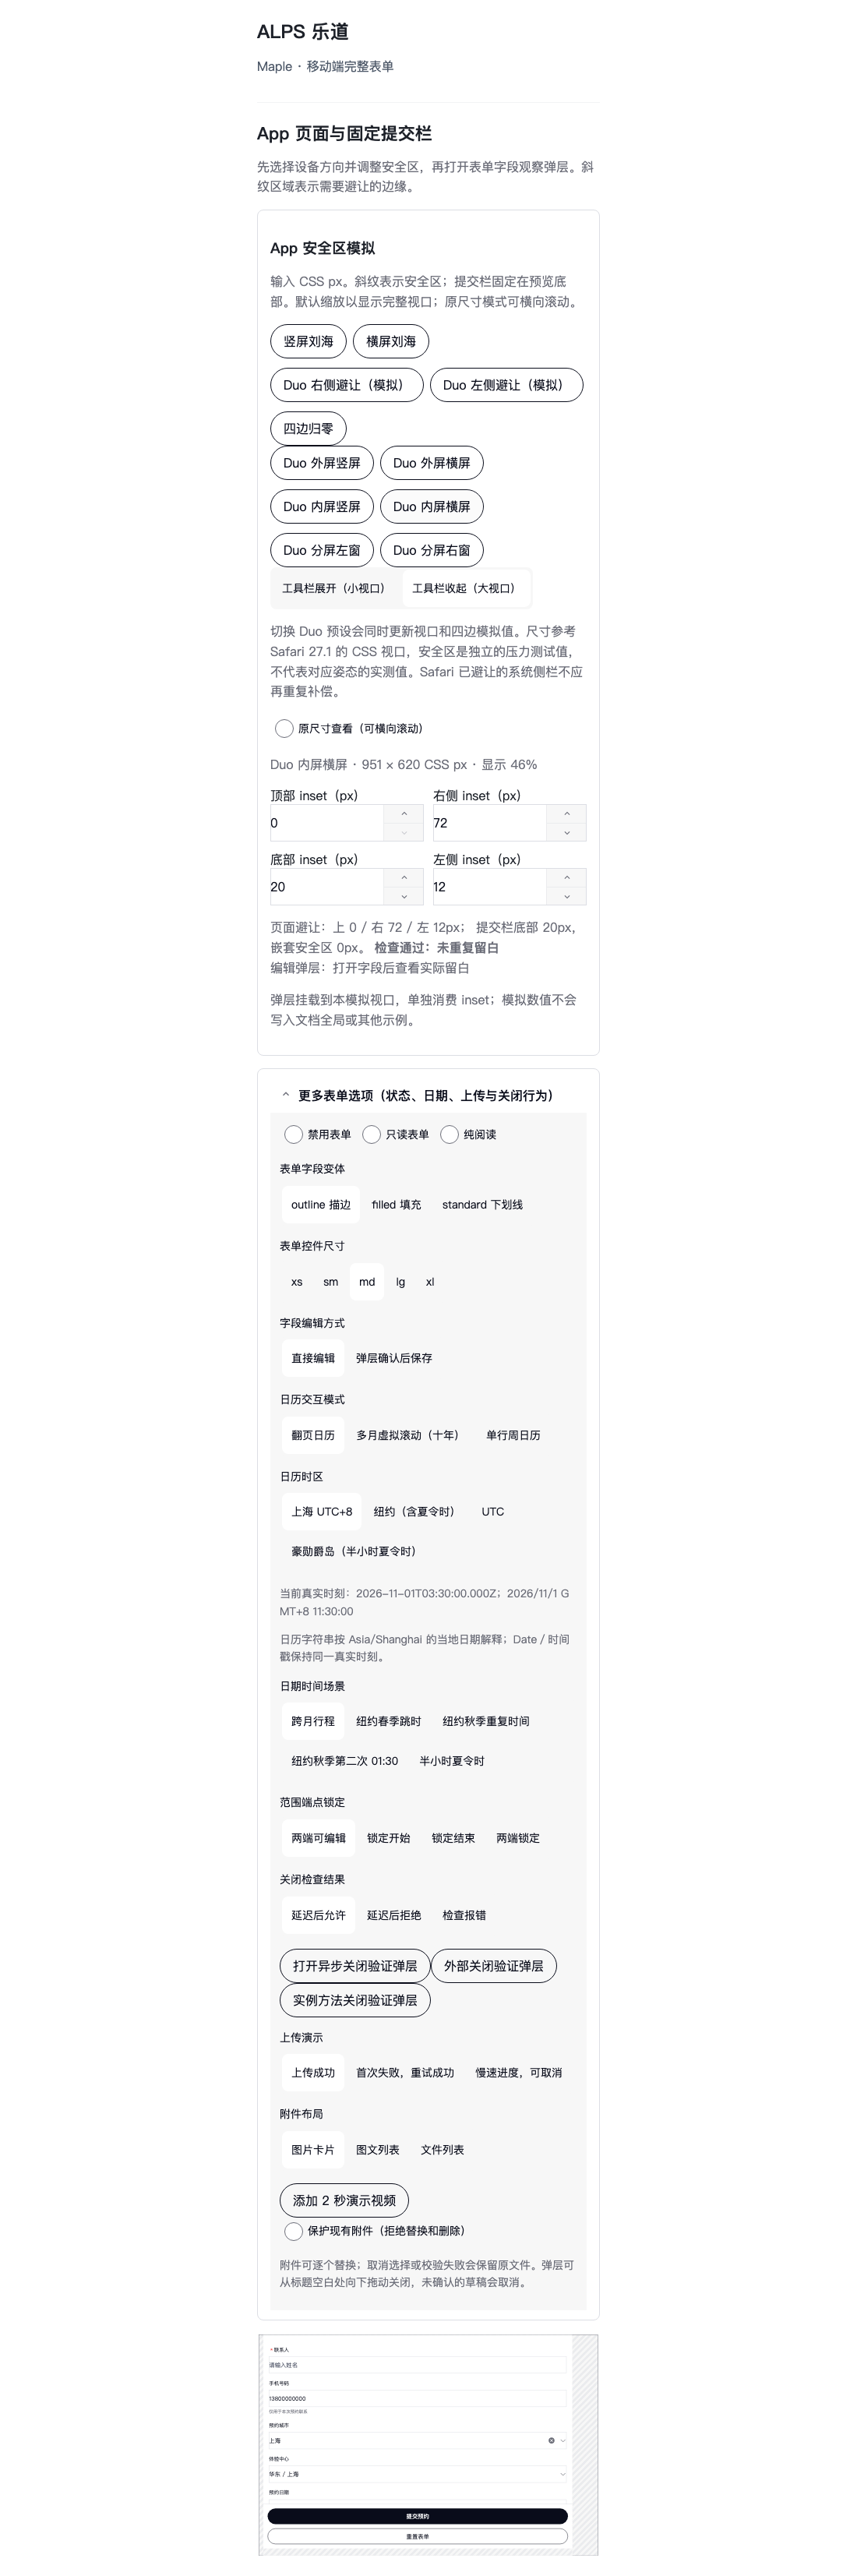 ALPS 乐道
Maple · 移动端完整表单
App 页面与固定提交栏
先选择设备方向并调整安全区，再打开表单字段观察弹层。斜
纹区域表示需要避让的边缘。
App 安全区模拟
输入 CSS px。斜纹表示安全区；提交栏固定在预览底
部。默认缩放以显示完整视口；原尺寸模式可横向滚动。
竖屏刘海 横屏刘海
Duo 右侧避让（模拟） Duo 左侧避让（模拟）
四边归零
Duo 外屏竖屏 Duo 外屏横屏
Duo 内屏竖屏 Duo 内屏横屏
Duo 分屏左窗 Duo 分屏右窗
工具栏展开（小视口） 工具栏收起（大视口）
切换 Duo 预设会同时更新视口和四边模拟值。尺寸参考
Safari 27.1 的 CSS 视口，安全区是独立的压力测试值，
不代表对应姿态的实测值。Safari 已避让的系统侧栏不应
再重复补偿。
原尺寸查看（可横向滚动）
Duo 内屏横屏 · 951 × 620 CSS px · 显示 46%
顶部 inset（px） 右侧 inset（px）
0 72
底部 inset（px） 左侧 inset（px）
20 12
页面避让：上 0 / 右 72 / 左 12px； 提交栏底部 20px，
嵌套安全区 0px。 检查通过：未重复留白
编辑弹层：打开字段后查看实际留白
弹层挂载到本模拟视口，单独消费 inset；模拟数值不会
写入文档全局或其他示例。
更多表单选项（状态、日期、上传与关闭行为）
禁用表单 只读表单 纯阅读
表单字段变体
outline 描边 filled 填充 standard 下划线
表单控件尺寸
xs sm md lg xl
字段编辑方式
直接编辑 弹层确认后保存
日历交互模式
翻页日历 多月虚拟滚动（十年） 单行周日历
日历时区
上海 UTC+8 纽约（含夏令时） UTC
豪勋爵岛（半小时夏令时）
当前真实时刻：2026-11-01T03:30:00.000Z；2026/11/1 G
MT+8 11:30:00
日历字符串按 Asia/Shanghai 的当地日期解释；Date / 时间
戳保持同一真实时刻。
日期时间场景
跨月行程 纽约春季跳时 纽约秋季重复时间
纽约秋季第二次 01:30 半小时夏令时
范围端点锁定
两端可编辑 锁定开始 锁定结束 两端锁定
关闭检查结果
延迟后允许 延迟后拒绝 检查报错
打开异步关闭验证弹层 外部关闭验证弹层
实例方法关闭验证弹层
上传演示
上传成功 首次失败，重试成功 慢速进度，可取消
附件布局
图片卡片 图文列表 文件列表
添加 2 秒演示视频
保护现有附件（拒绝替换和删除）
附件可逐个替换；取消选择或校验失败会保留原文件。弹层可
从标题空白处向下拖动关闭，未确认的草稿会取消。
* 联系人
请输入姓名
手机号码
13800000000
仅用于本次预约联系
预约城市
上海
体验中心
华东 / 上海
预约日期
提交预约
重置表单